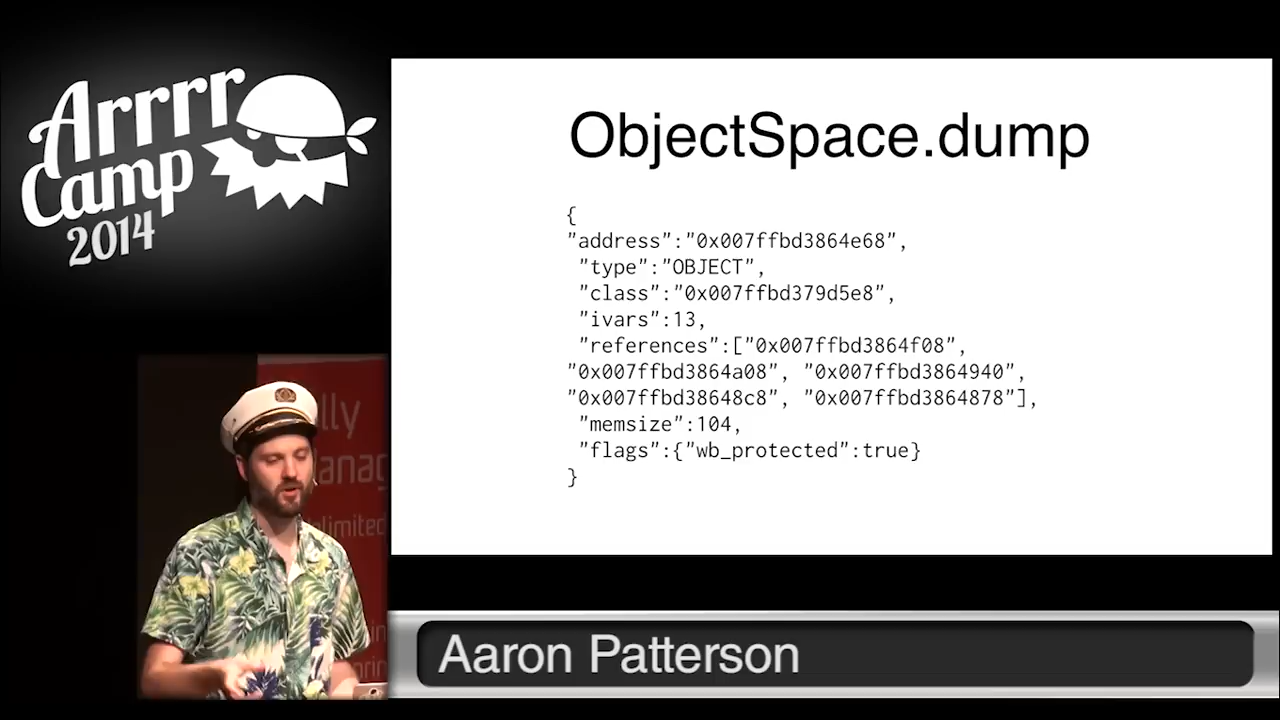 Arrrr
Camp
2014
ObjectSpace.dump
{
"address":"0x007ffbd3864e68",
"type":"OBJECT",
"class":"0x007ffbd379d5e8",
"ivars":13,
"references":["0x007ffbd3864f08",
"0x007ffbd3864a08", "0x007ffbd3864940",
"0x007ffbd38648c8", "0x007ffbd3864878"],
"memsize":104,
"flags":{"wb_protected":true}
}
Aaron Patterson